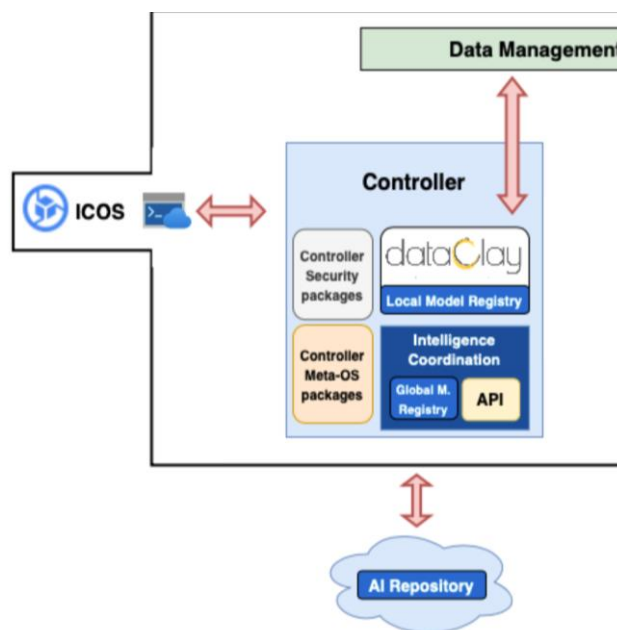 Data Management
ICOS
Controller
Controller
Security
packages
dataClay
Local Model Registry
Controller
Meta-OS
packages
Intelligence
Coordination
Global M.
Registry
API
AI Repository